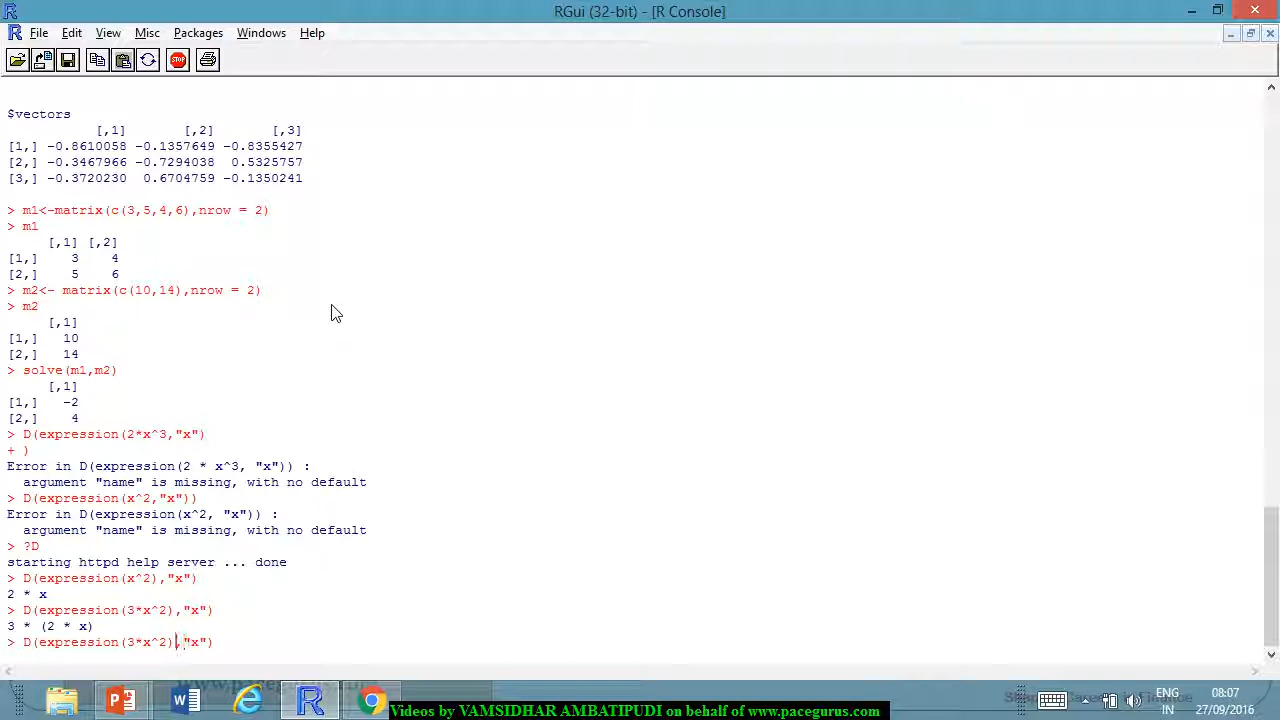 RGui (32-bit) - [R Console]
File Edit View Misc Packages Windows Help
STOP
$vectors
[,1] [,2] [,3]
[1,] -0.8610058 -0.1357649 -0.8355427
[2,] -0.3467966 -0.7294038 0.5325757
[3,] -0.3720230 0.6704759 -0.1350241
> m1<-matrix(c(3,5,4,6),nrow = 2)
> m1
[,1] [,2]
[1,] 3 4
[2,] 5 6
> m2<- matrix(c(10,14),nrow = 2)
> m2
[,1]
[1,] 10
[2,] 14
> solve(m1,m2)
[,1]
[1,] -2
[2,] 4
> D(expression(2*x^3,"x")
+ )
Error in D(expression(2 * x^3, "x")) :
argument "name" is missing, with no default
> D(expression(x^2,"x"))
Error in D(expression(x^2, "x")) :
argument "name" is missing, with no default
> ?D
starting httpd help server ... done
> D(expression(x^2),"x")
2 * x
> D(expression(3*x^2),"x")
3 * (2 * x)
> D(expression(3*x^2),"x")
www.pacegurus.com
ENG 08:07
IN 27/09/2016
Videos by VAMSIDHAR AMBATIPUDI on behalf of www.pacegurus.com